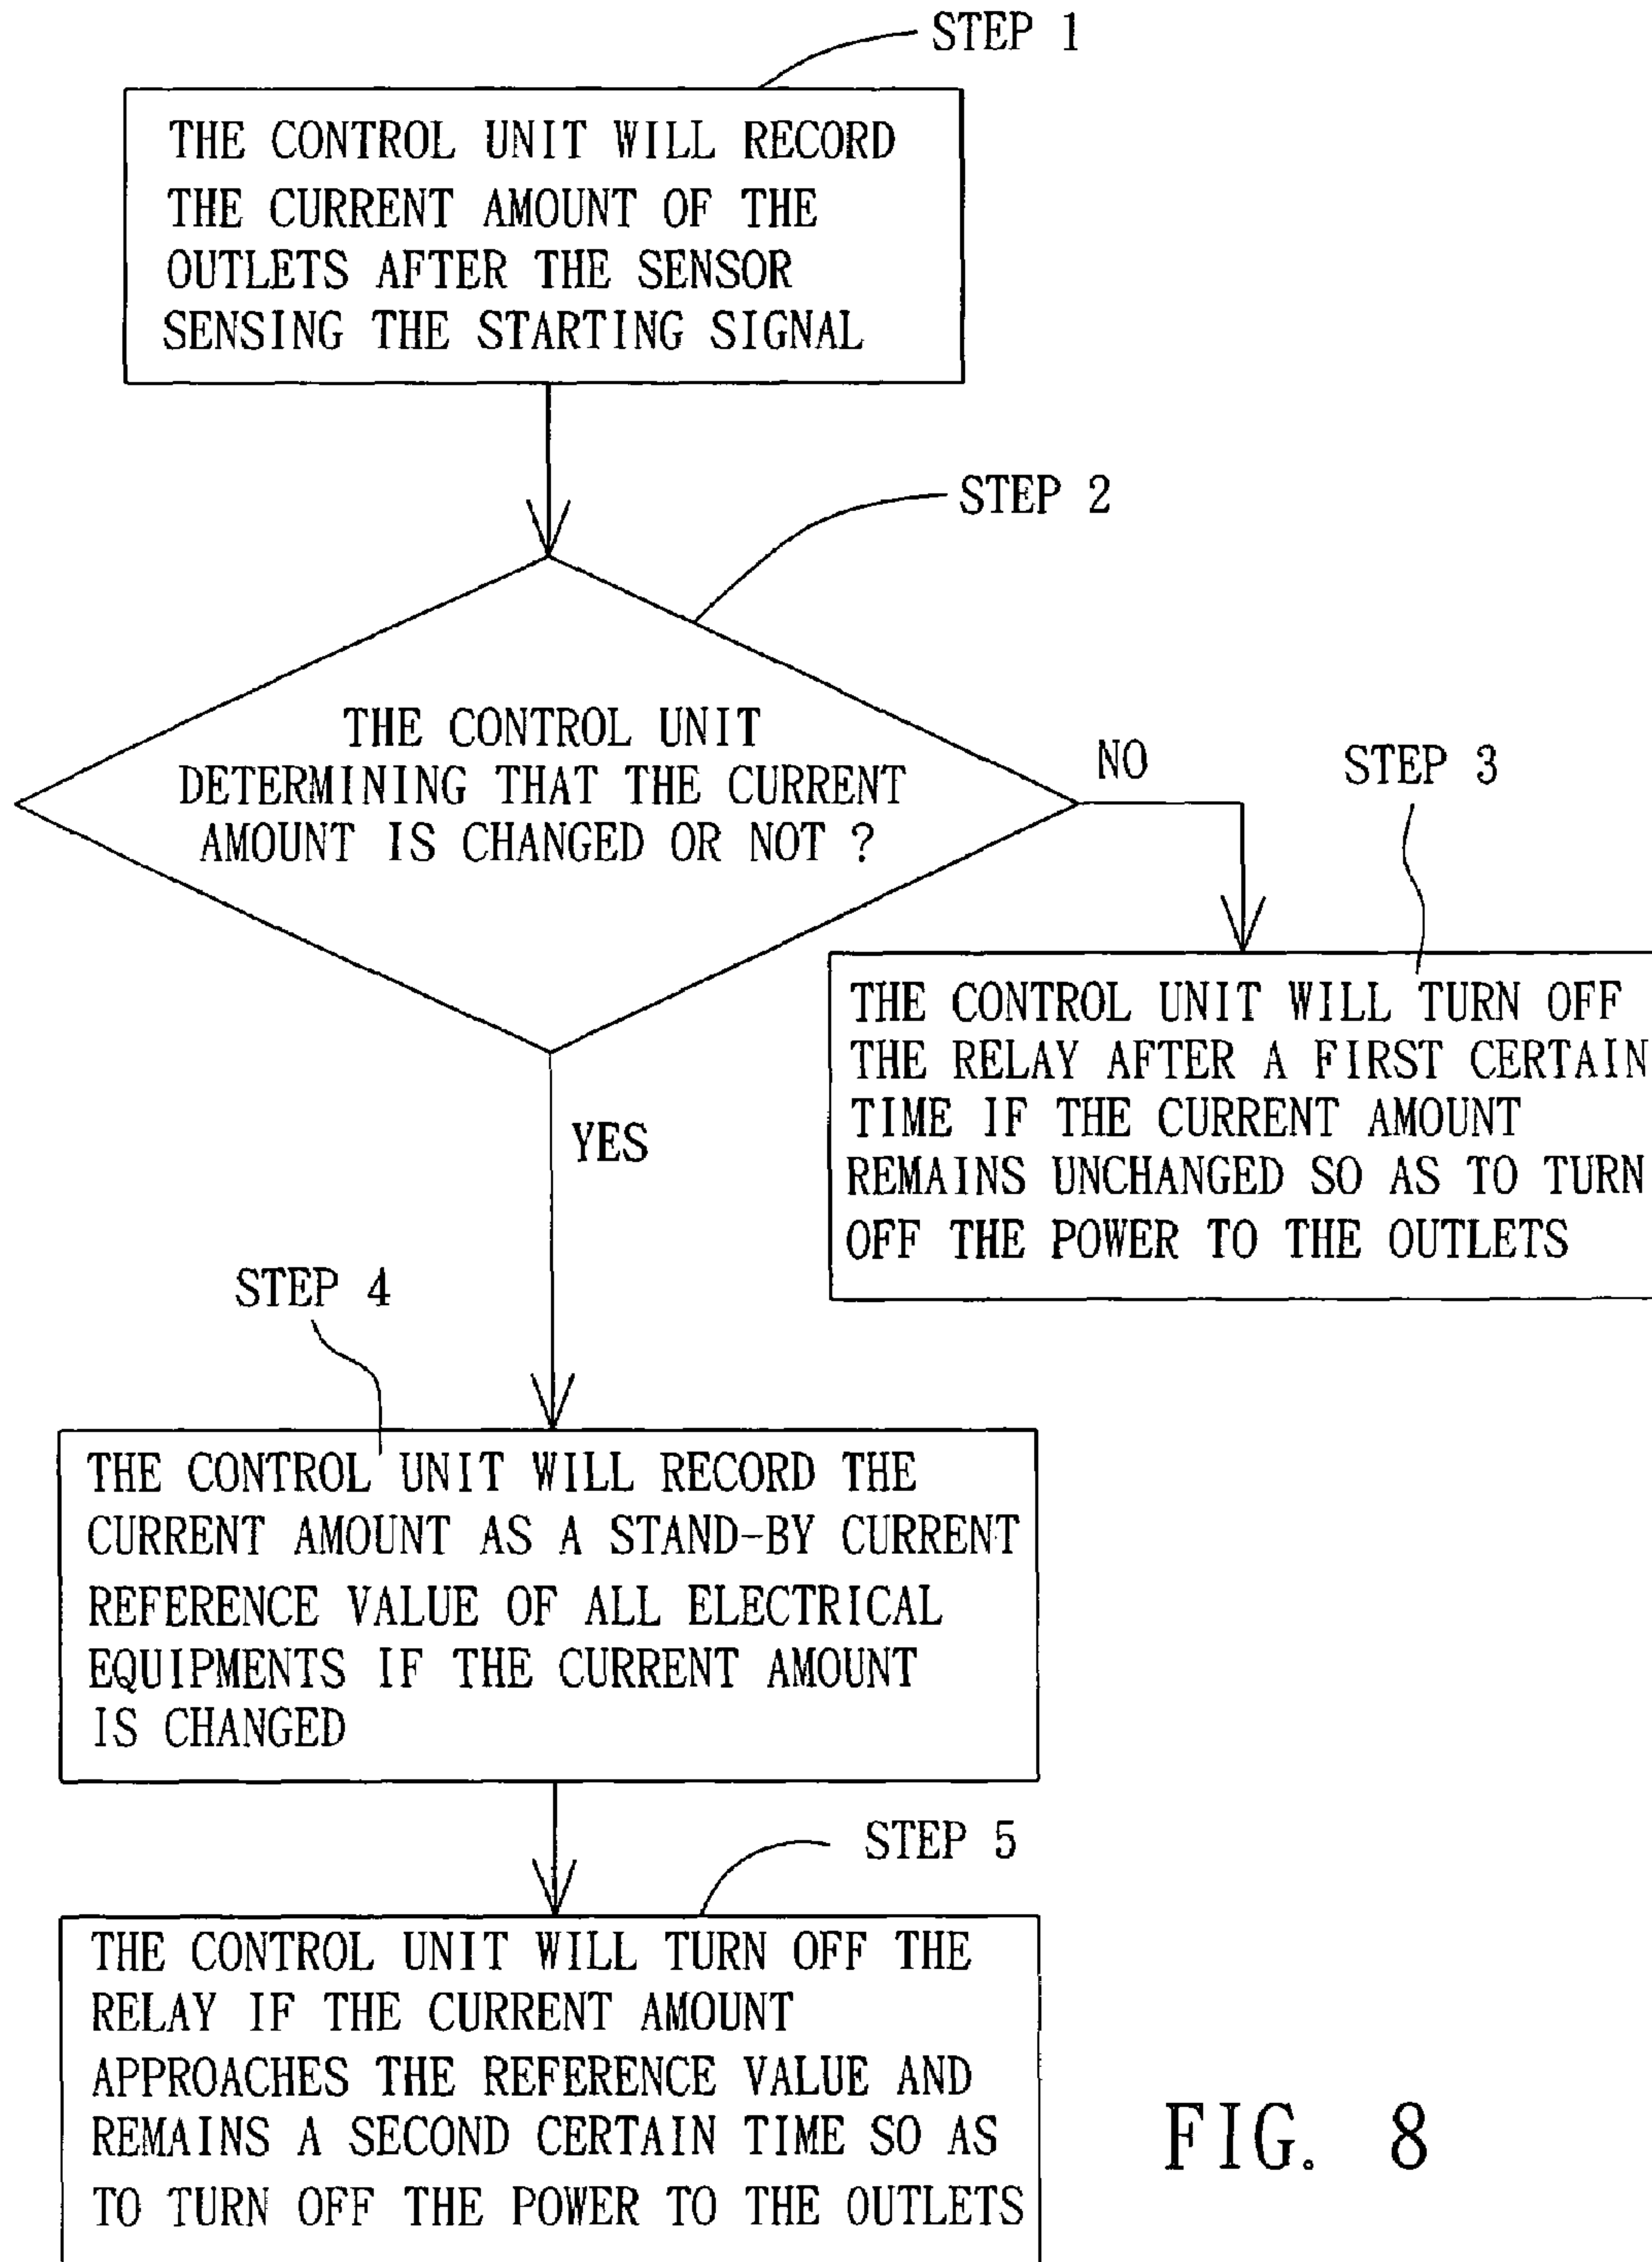 STEP 1
THE CONTROL UNIT WILL RECORD
THE CURRENT AMOUNT OF THE
OUTLETS AFTER THE SENSOR
SENSING THE STARTING SIGNAL
STEP 2
THE CONTROL UNIT
DETERMINING THAT THE CURRENT
AMOUNT IS CHANGED OR NOT ?
NO
STEP 3
THE CONTROL UNIT WILL TURN OFF
THE RELAY AFTER A FIRST CERTAIN
TIME IF THE CURRENT AMOUNT
REMAINS UNCHANGED SO AS TO TURN
OFF THE POWER TO THE OUTLETS
YES
STEP 4
THE CONTROL UNIT WILL RECORD THE
CURRENT AMOUNT AS A STAND-BY CURRENT
REFERENCE VALUE OF ALL ELECTRICAL
EQUIPMENTS IF THE CURRENT AMOUNT
IS CHANGED
STEP 5
THE CONTROL UNIT WILL TURN OFF THE
RELAY IF THE CURRENT AMOUNT
APPROACHES THE REFERENCE VALUE AND
REMAINS A SECOND CERTAIN TIME SO AS
TO TURN OFF THE POWER TO THE OUTLETS
FIG. 8